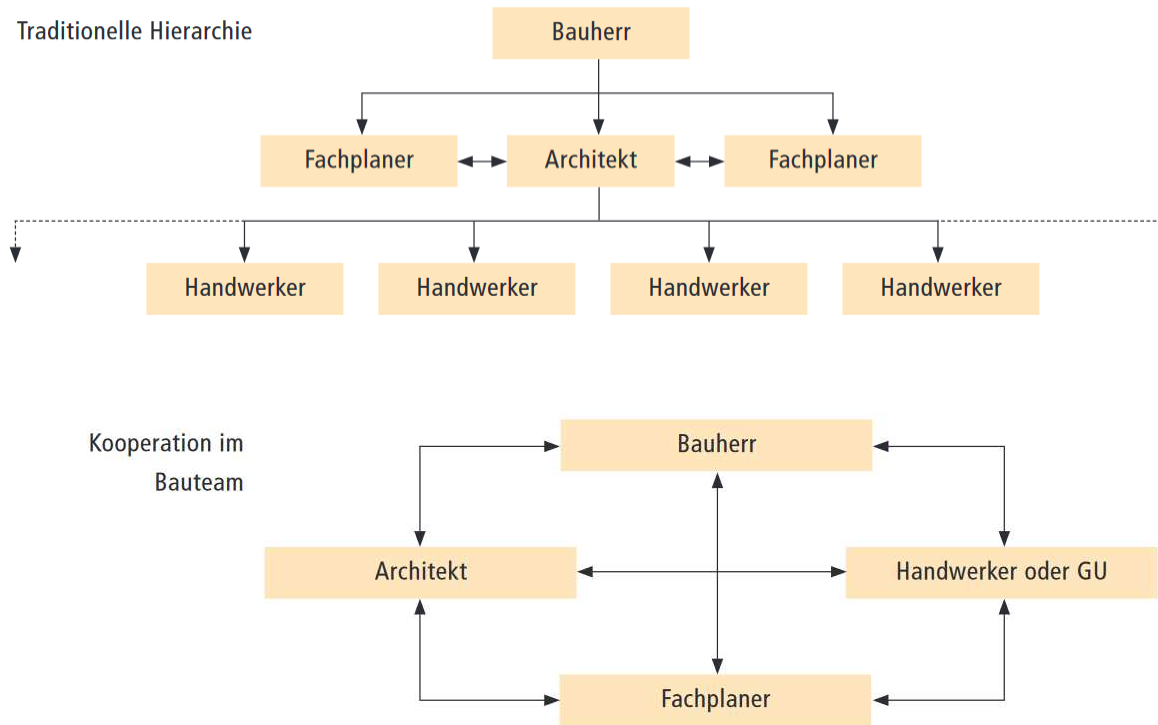 Traditionelle Hierarchie
Bauherr
Fachplaner
Architekt
Fachplaner
Handwerker
Handwerker
Handwerker
Handwerker
Kooperation im
Bauteam
Bauherr
Architekt
Handwerker oder GU
Fachplaner